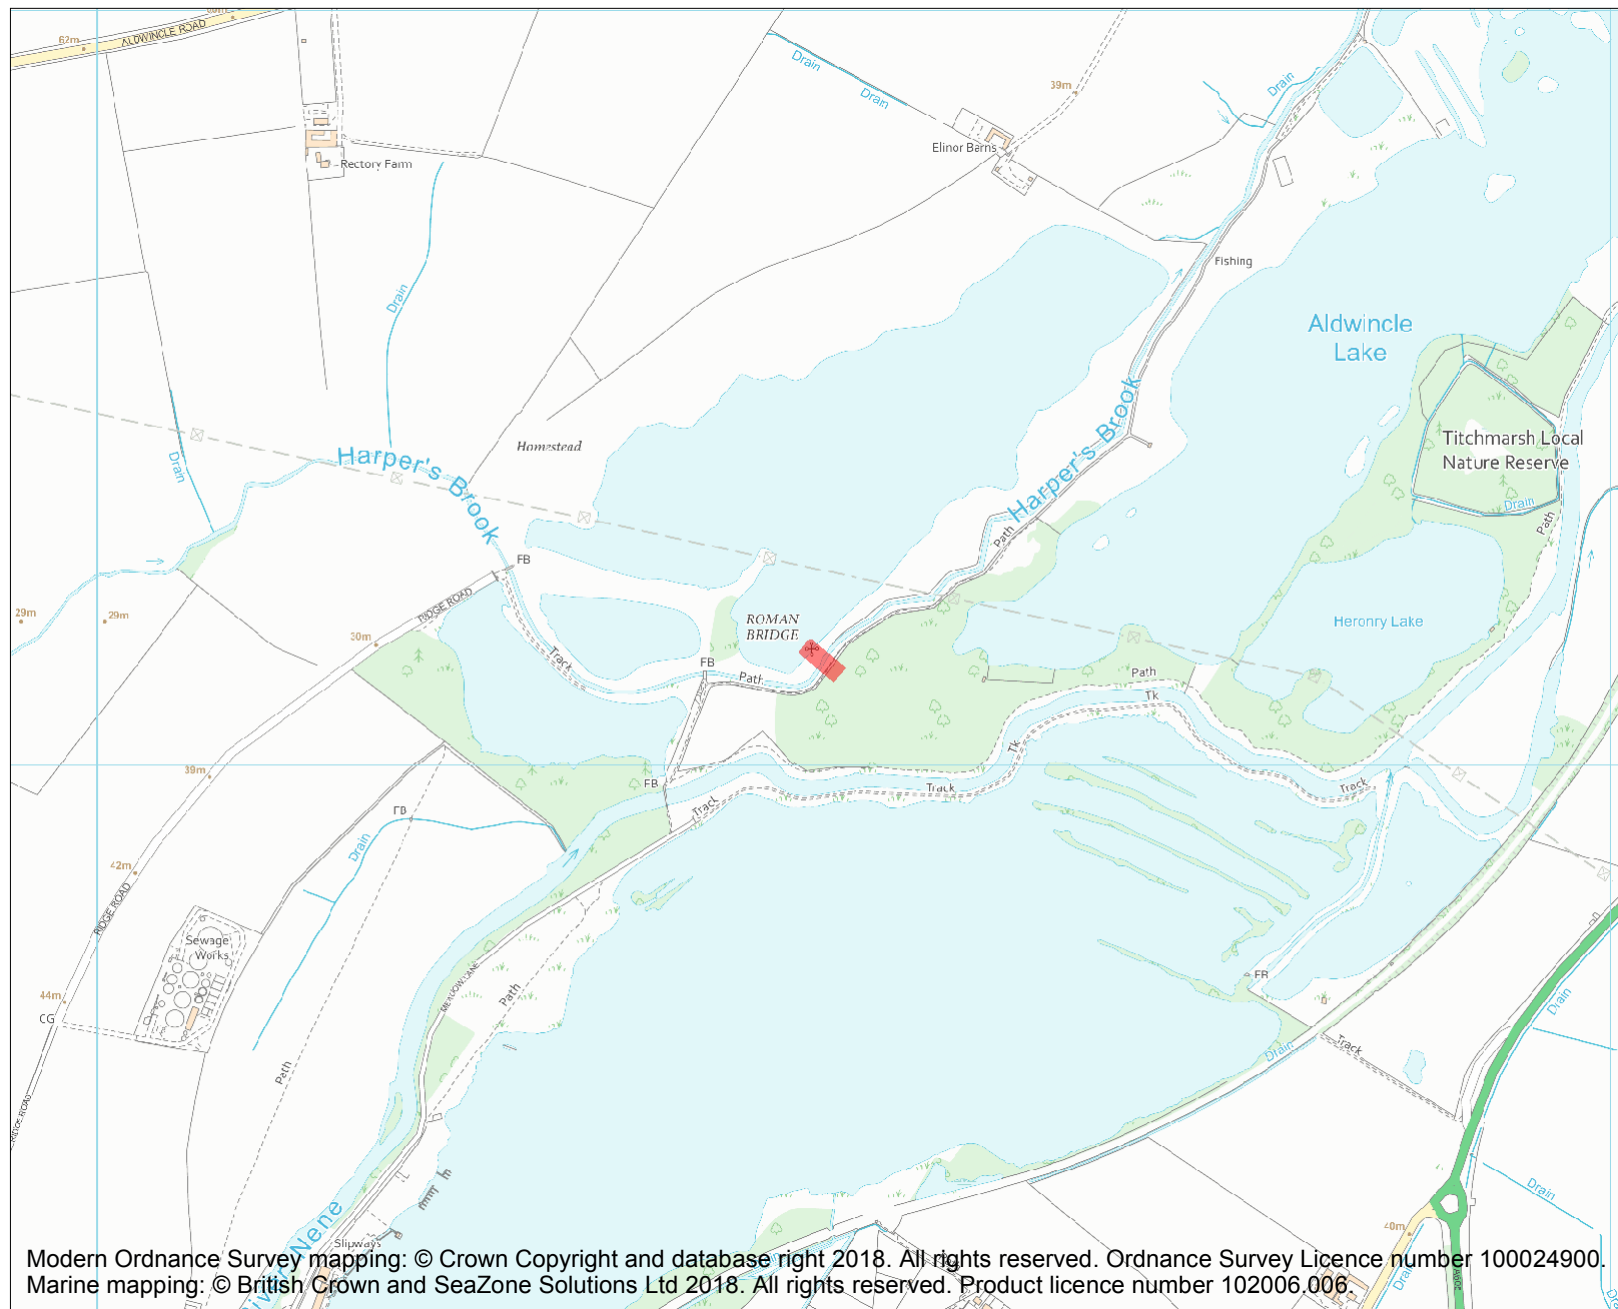 62m
ALDWINCLE ROAD
Drain
Drain
39m
Drain
Elinor Barns
Rectory Farm
Fishing
Drain
Aldwincle
Lake
Harper's Brook
Homestead
Drain
Harper's Brook
Path
Titchmarsh Local
Nature Reserve
Drain
Path
FB
RIDGE ROAD
29m
29m
30m
Track
ROMAN
BRIDGE
Heronry Lake
FB
Path
Path
Tk
Tk
39m
FB
Track
Track
Track
FB
Drain
42m
RIDGE ROAD
Sewage
Works
MEADOW LANE
Path
FB
44m
CG
Drain
Drain
Track
Path
RIDGE ROAD
Drain
River Nene
Slipways
40m
Drain
Modern Ordnance Survey mapping: © Crown Copyright and database right 2018. All rights reserved. Ordnance Survey Licence number 100024900.
Marine mapping: © British Crown and SeaZone Solutions Ltd 2018. All rights reserved. Product licence number 102006.006.